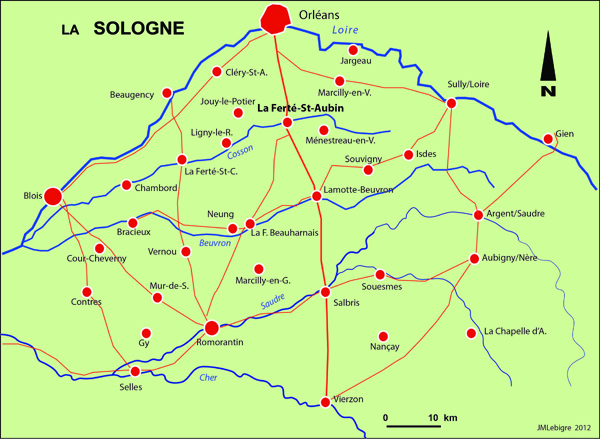 LA SOLOGNE
Orléans
Loire
Jargeau
Cléry-St-A.
Marcilly-en-V.
Sully/Loire
Beaugency
Jouy-le-Potier
La Ferté-St-Aubin
N
Ligny-le-R.
Ménestreau-en-V.
Gien
Cosson
La Ferté-St-C.
Souvigny
Isdes
Chambord
Blois
Lamotte-Beuvron
Neung
Argent/Saudre
Bracieux
La F. Beauharnais
Beuvron
Cour-Cheverny
Vernou
Aubigny/Nère
Marcilly-en-G.
Souesmes
Mur-de-S.
Saudre
Contres
Salbris
Gy
Romorantin
Nançay
La Chapelle d'A.
Selles
Cher
Vierzon
0 10 km
JMLebigre 2012